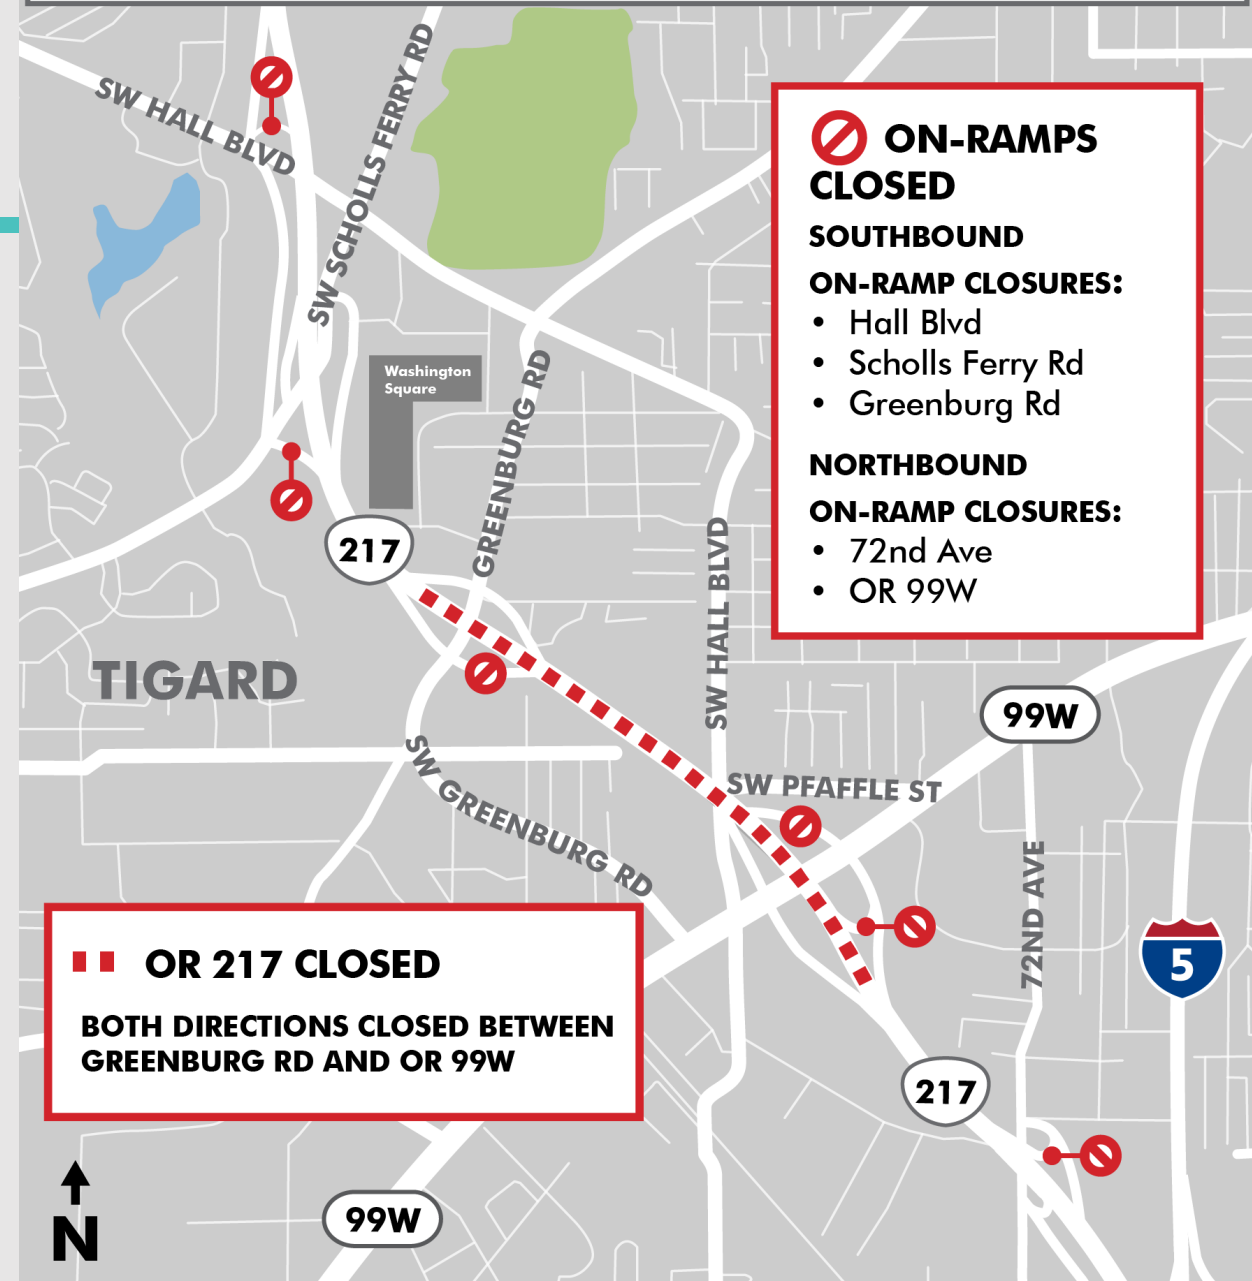 SW HALL BLVD
SW SCHOLLS FERRY RD
ON-RAMPS
CLOSED
SOUTHBOUND
ON-RAMP CLOSURES:
• Hall Blvd
• Scholls Ferry Rd
• Greenburg Rd
NORTHBOUND
ON-RAMP CLOSURES:
• 72nd Ave
• OR 99W
Washington
Square
GREENBURG RD
217
SW HALL BLVD
TIGARD
99W
SW PFAFFLE ST
SW GREENBURG RD
72ND AVE
5
OR 217 CLOSED
BOTH DIRECTIONS CLOSED BETWEEN
GREENBURG RD AND OR 99W
217
99W
N